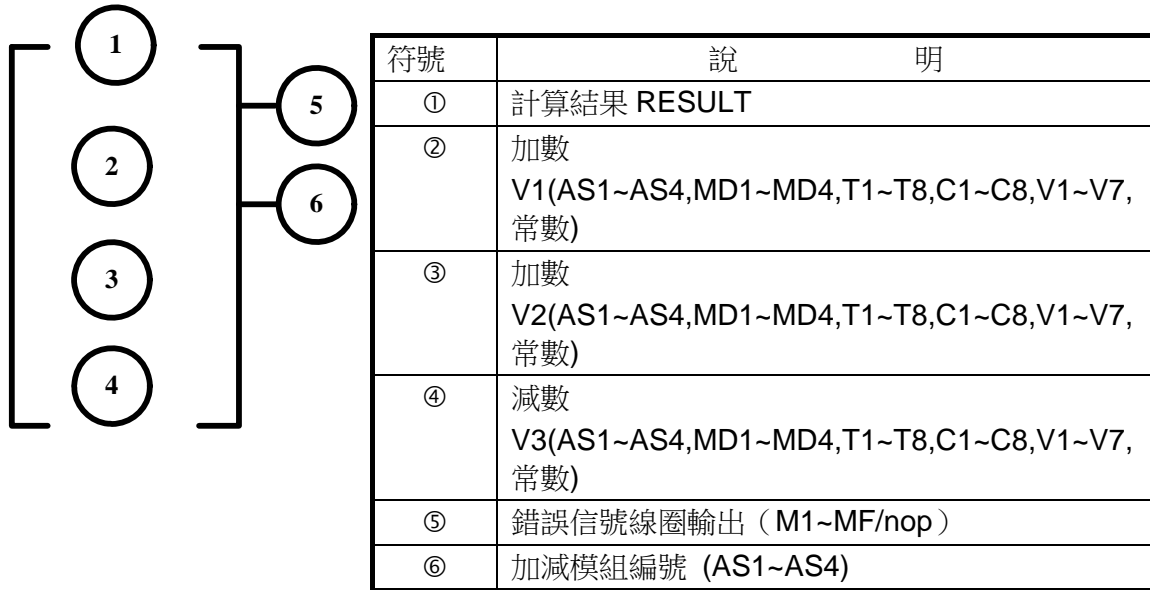 1
2
3
4
5
6
符號 說 明
① 計算結果 RESULT
② 加數
V1(AS1~AS4,MD1~MD4,T1~T8,C1~C8,V1~V7,
常數)
③ 加數
V2(AS1~AS4,MD1~MD4,T1~T8,C1~C8,V1~V7,
常數)
④ 減數
V3(AS1~AS4,MD1~MD4,T1~T8,C1~C8,V1~V7,
常數)
⑤ 錯誤信號線圈輸出（M1~MF/nop）
⑥ 加減模組編號 (AS1~AS4)